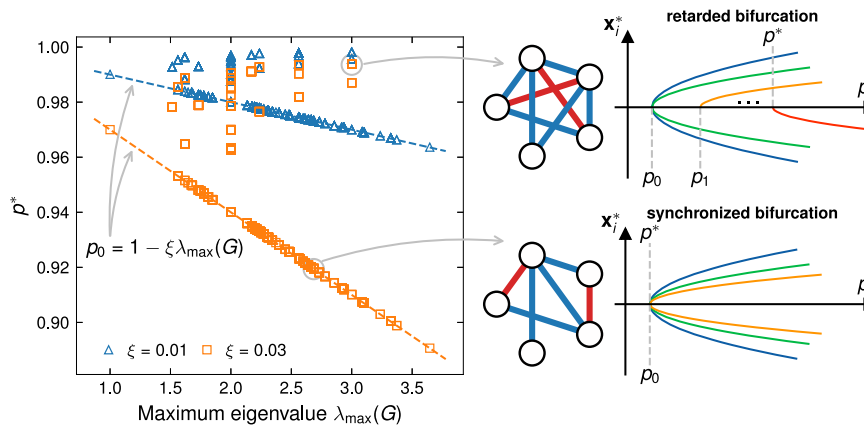 1.00
0.98
0.96
0.94
0.92
0.90
p*
p₀ = 1 − ξλmax(G)
ξ = 0.01
ξ = 0.03
1.0 1.5 2.0 2.5 3.0 3.5
Maximum eigenvalue λmax(G)
retarded bifurcation
xᵢ*
p*
p
...
p₀
p₁
synchronized bifurcation
xᵢ*
p*
p
p₀